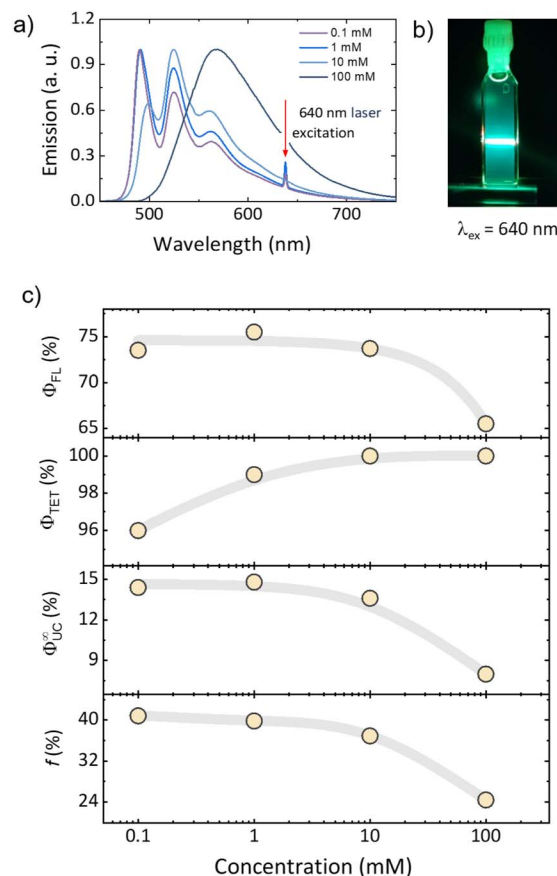 a)
Emission (a. u.)
1.2
0.9
0.6
0.3
0.0
0.1 mM
1 mM
10 mM
100 mM
640 nm laser
excitation
500 600 700
Wavelength (nm)
b)
λex = 640 nm
c)
ΦFL (%)
75
70
65
ΦTET (%)
100
98
96
Φ∞UC (%)
15
12
9
f (%)
40
32
24
0.1 1 10 100
Concentration (mM)